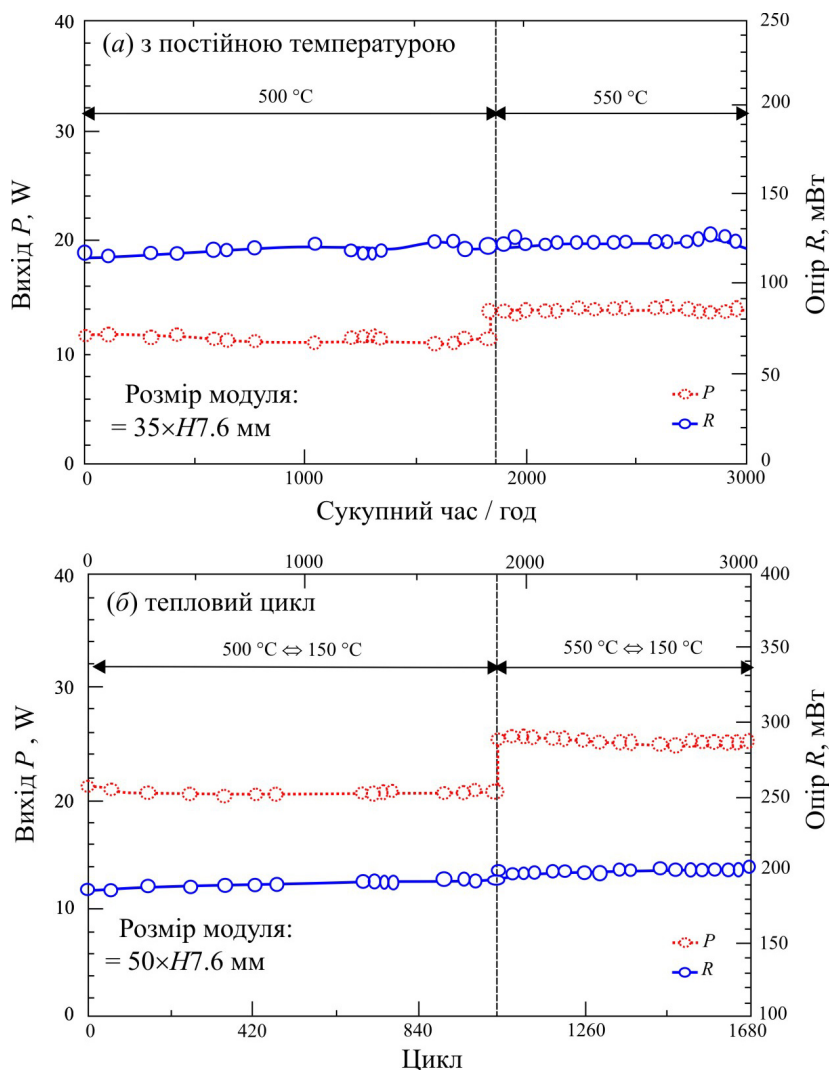 40
250
(а) з постійною температурою
500 °C
550 °C
200
30
150
20
100
10
50
0
0
Вихід P, W
Опір R, мВт
Розмір модуля:
= 35×H7.6 мм
P
R
0
1000
2000
3000
Сукупний час / год
0
1000
2000
3000
40
400
(б) тепловий цикл
500 °C ⇔ 150 °C
550 °C ⇔ 150 °C
350
30
300
250
20
200
10
150
0
100
Вихід P , W
Опір R, мВт
Розмір модуля:
= 50×H7.6 мм
P
R
0
420
840
1260
1680
Цикл